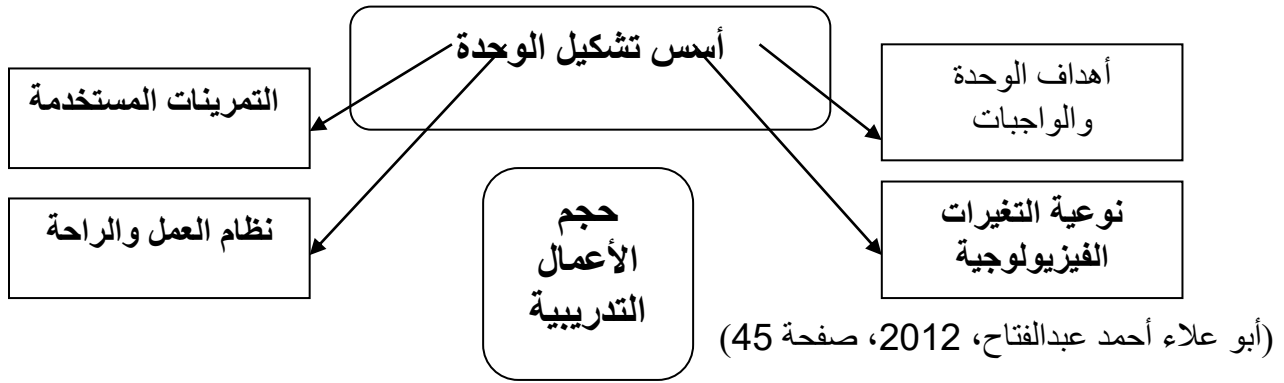 أسس تشكيل الوحدة
أهداف الوحدة
والواجبات
التمرينات المستخدمة
نوعية التغيرات
الفيزيولوجية
حجم
الأعمال
التدريبية
نظام العمل والراحة
(أبو علاء أحمد عبدالفتاح، 2012، صفحة 45)